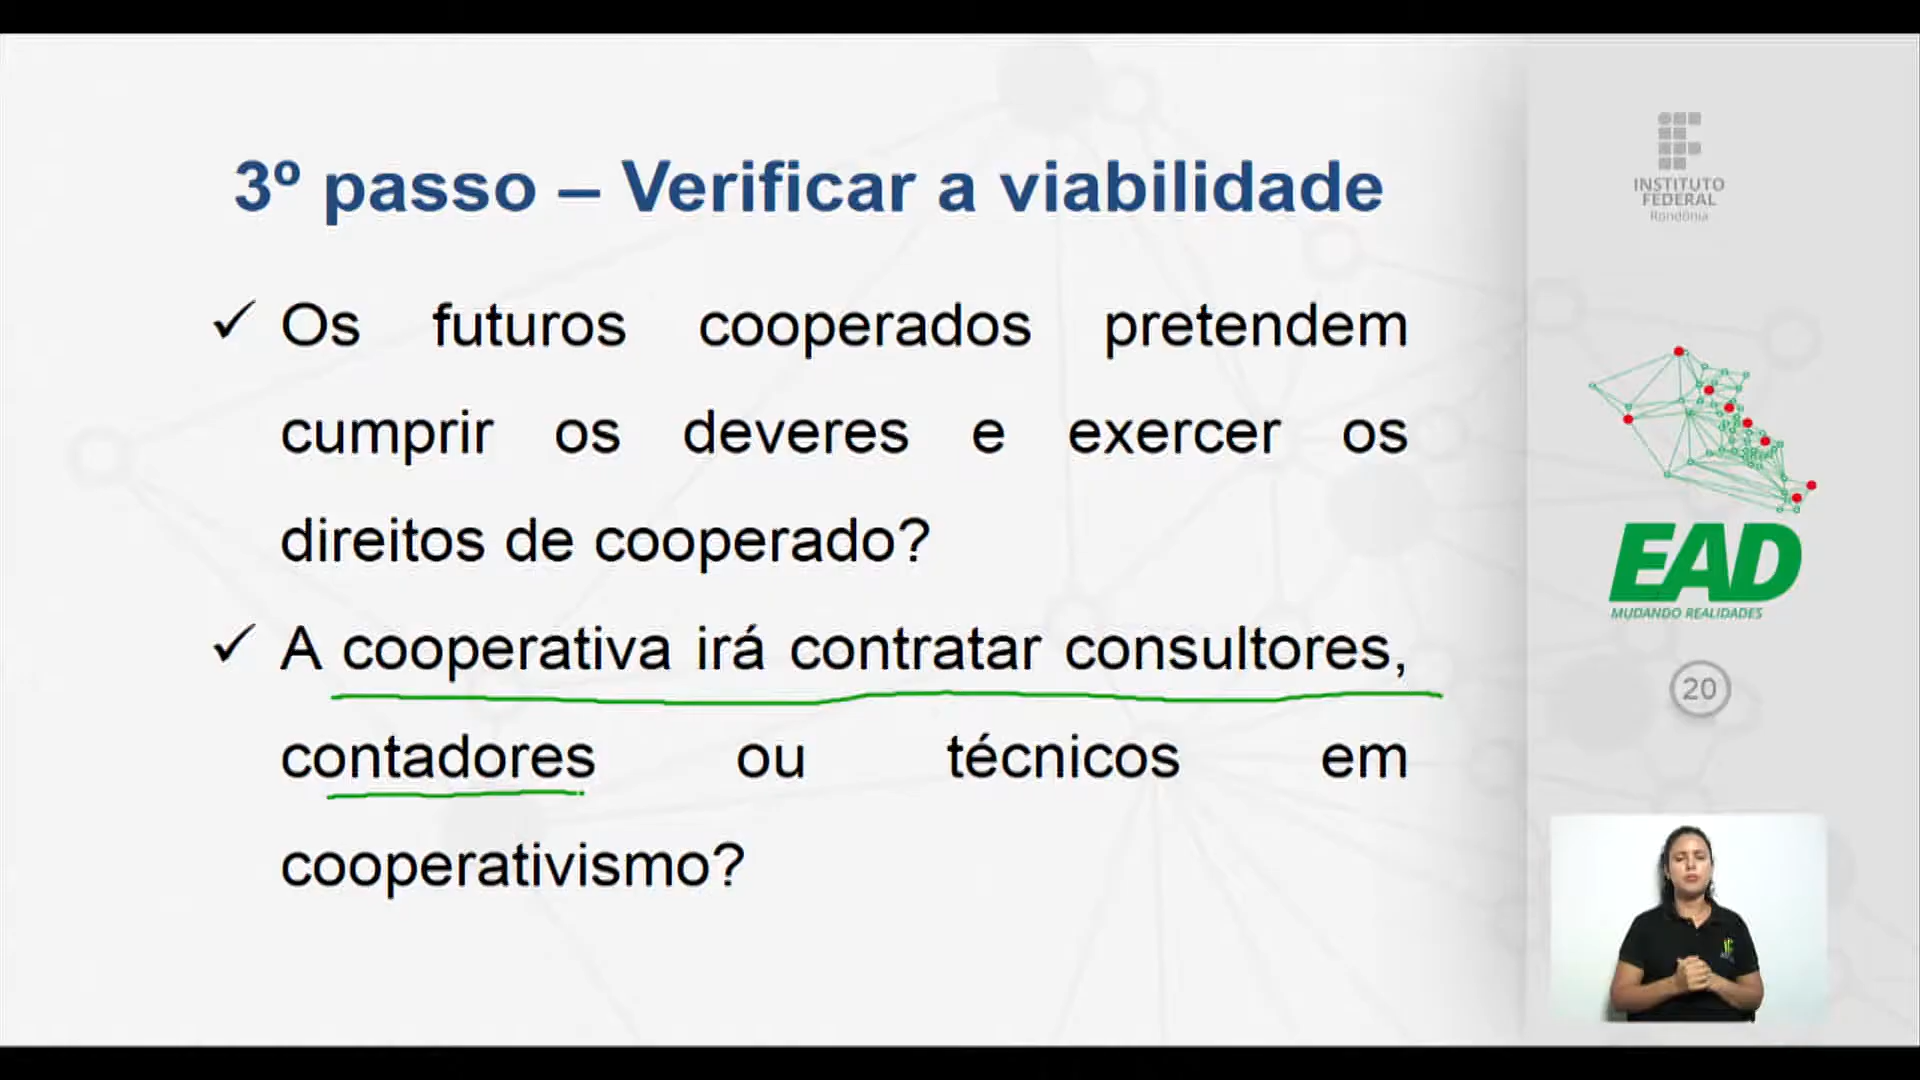 3º passo – Verificar a viabilidade
✓ Os futuros cooperados pretendem
cumprir os deveres e exercer os
direitos de cooperado?
✓ A cooperativa irá contratar consultores,
contadores ou técnicos em
cooperativismo?
INSTITUTO
FEDERAL
Rondônia
EAD
MUDANDO REALIDADES
20